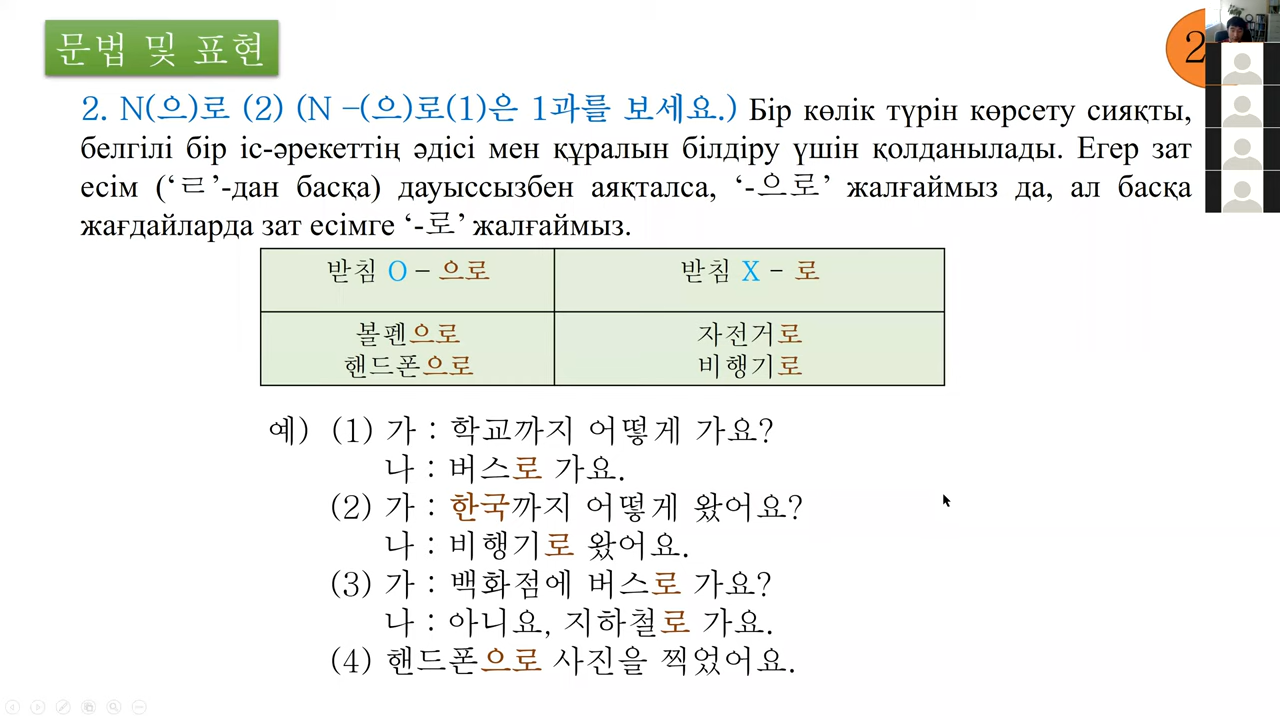 문법 및 표현
2
2. N(으)로 (2) (N –(으)로(1)은 1과를 보세요.) Бір көлік түрін көрсету сияқты,
белгілі бір іс-әрекеттің әдісі мен құралын білдіру үшін қолданылады. Егер зат
есім (‘ㄹ’-дан басқа) дауыссызбен аяқталса, ‘-으로’ жалғаймыз да, ал басқа
жағдайларда зат есімге ‘-로’ жалғаймыз.
받침 O – 으로
받침 X - 로
볼펜으로
핸드폰으로
자전거로
비행기로
예) (1) 가 : 학교까지 어떻게 가요?
나 : 버스로 가요.
(2) 가 : 한국까지 어떻게 왔어요?
나 : 비행기로 왔어요.
(3) 가 : 백화점에 버스로 가요?
나 : 아니요, 지하철로 가요.
(4) 핸드폰으로 사진을 찍었어요.